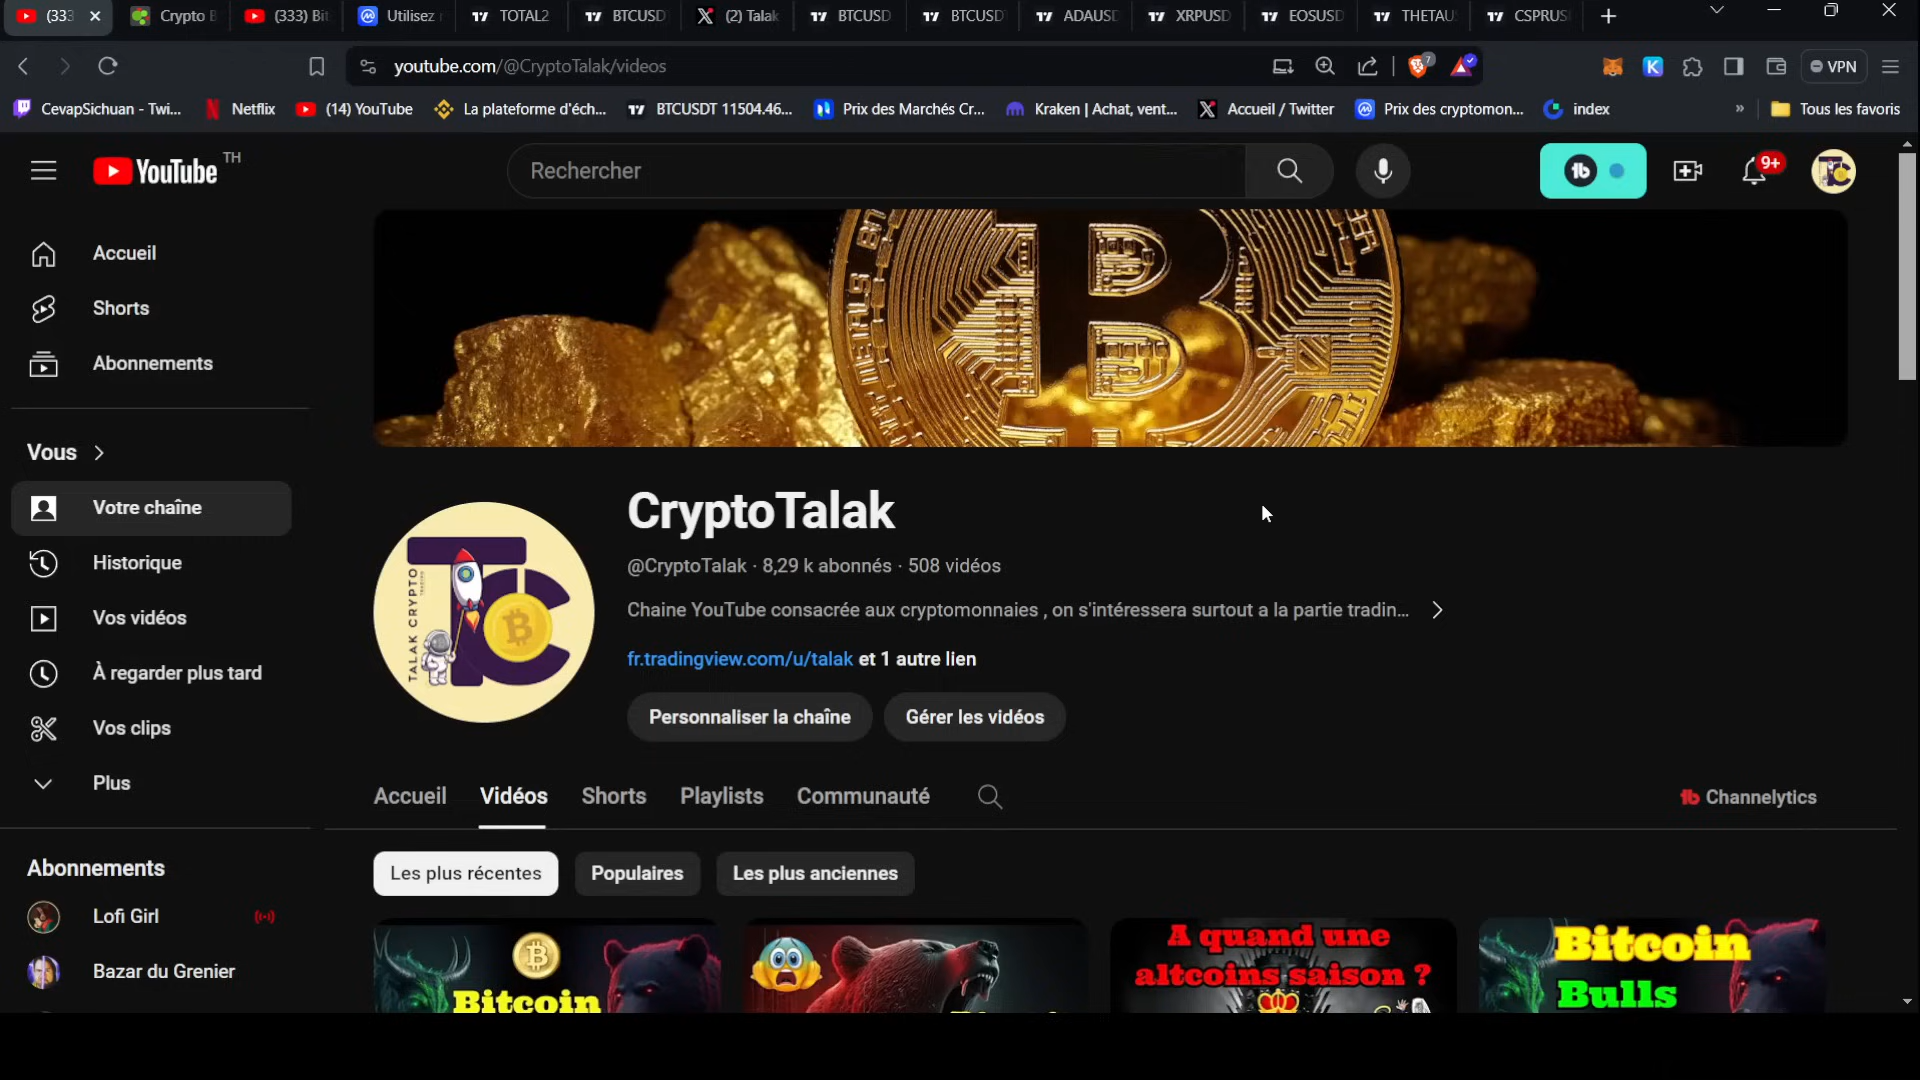 (333
Crypto B
(333) Bit
Utilisez
TOTAL2
BTCUSD
(2) Talak
BTCUSD
BTCUSD
ADAUSD
XRPUSD
EOSUSD
THETAU
CSPRUS
youtube.com/@CryptoTalak/videos
7
VPN
CevapSichuan - Twi...
Netflix
(14) YouTube
La plateforme d'éch...
BTCUSDT 11504.46...
Prix des Marchés Cr...
Kraken | Achat, vent...
Accueil / Twitter
Prix des cryptomon...
index
»
Tous les favoris
YouTube TH
Rechercher
9+
Accueil
Shorts
Abonnements
Vous
Votre chaîne
Historique
Vos vidéos
À regarder plus tard
Vos clips
Plus
Abonnements
Lofi Girl
Bazar du Grenier
TALAK CRYPTO
CryptoTalak
@CryptoTalak · 8,29 k abonnés · 508 vidéos
Chaine YouTube consacrée aux cryptomonnaies , on s'intéressera surtout a la partie tradin...
fr.tradingview.com/u/talak et 1 autre lien
Personnaliser la chaîne
Gérer les vidéos
Accueil
Vidéos
Shorts
Playlists
Communauté
Channelytics
Les plus récentes
Populaires
Les plus anciennes
Bitcoin
A quand une
altcoins saison ?
Bitcoin
Bulls